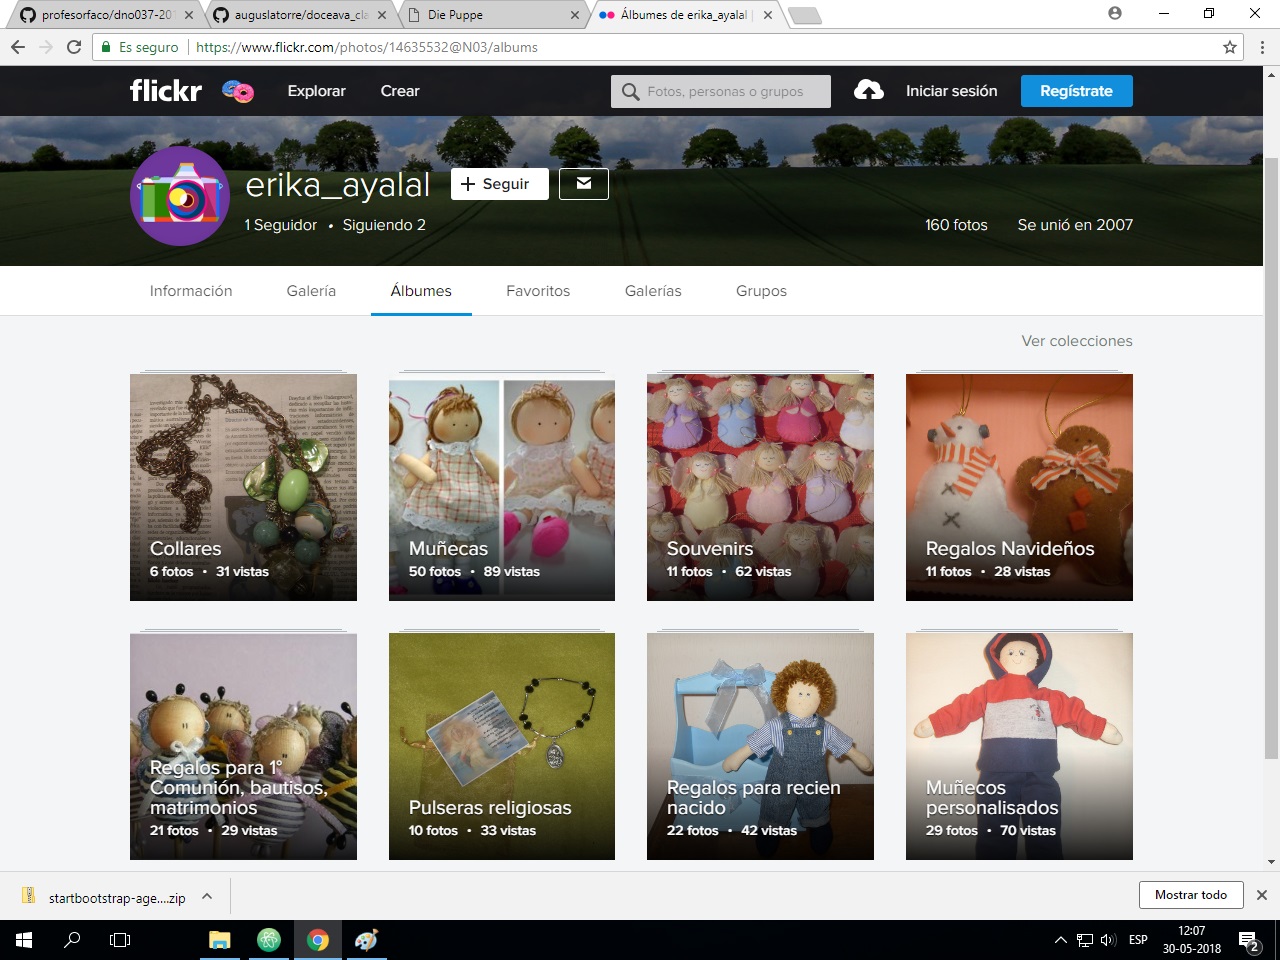 profesorfaco/dno037-201
auguslatorre/doceava_cla
Die Puppe
Álbumes de erika_ayalal |
Es seguro
https://www.flickr.com/photos/14635532@N03/albums
flickr
Explorar
Crear
Fotos, personas o grupos
Iniciar sesión
Regístrate
erika_ayalal
Seguir
1 Seguidor • Siguiendo 2
160 fotos
Se unió en 2007
Información
Galería
Álbumes
Favoritos
Galerías
Grupos
Ver colecciones
Collares
6 fotos • 31 vistas
Muñecas
50 fotos • 89 vistas
Souvenirs
11 fotos • 62 vistas
Regalos Navideños
11 fotos • 28 vistas
Regalos para 1°
Comunión, bautisos,
matrimonios
21 fotos • 29 vistas
Pulseras religiosas
10 fotos • 33 vistas
Regalos para recien
nacido
22 fotos • 42 vistas
Muñecos
personalisados
29 fotos • 70 vistas
startbootstrap-age....zip
Mostrar todo
ESP
12:07
30-05-2018
2